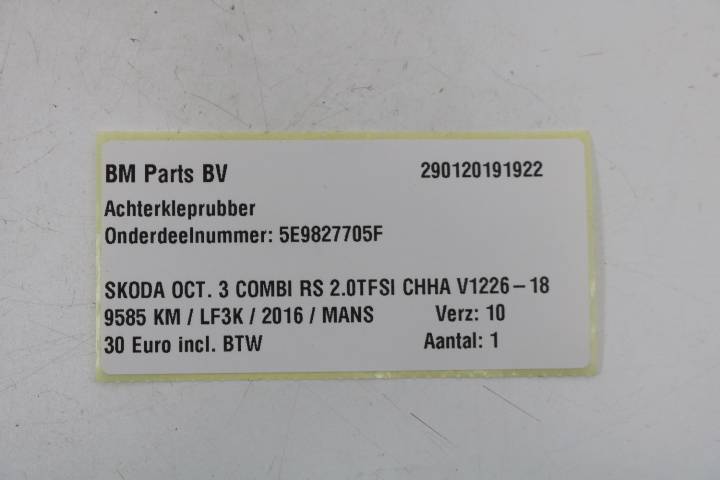 BM Parts BV 290120191922
Achterkleprubber
Onderdeelnummer: 5E9827705F
SKODA OCT. 3 COMBI RS 2.0TFSI CHHA V1226-18
9585 KM / LF3K / 2016 / MANS Verz: 10
30 Euro incl. BTW Aantal: 1